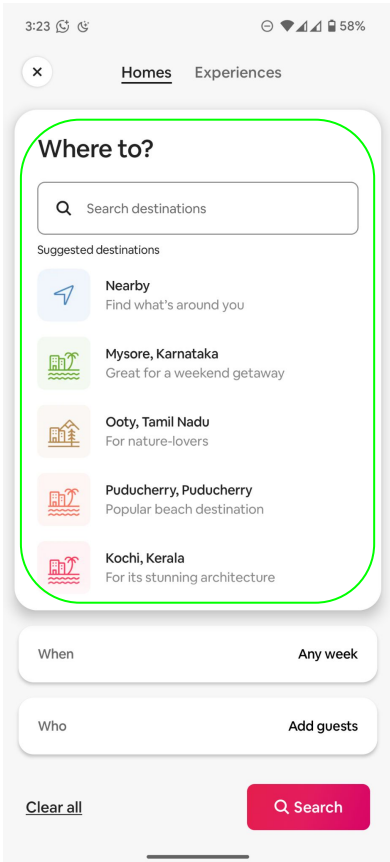 3:23 58%
Homes Experiences
Where to?
Search destinations
Suggested destinations
Nearby
Find what's around you
Mysore, Karnataka
Great for a weekend getaway
Ooty, Tamil Nadu
For nature-lovers
Puducherry, Puducherry
Popular beach destination
Kochi, Kerala
For its stunning architecture
When Any week
Who Add guests
Clear all Search